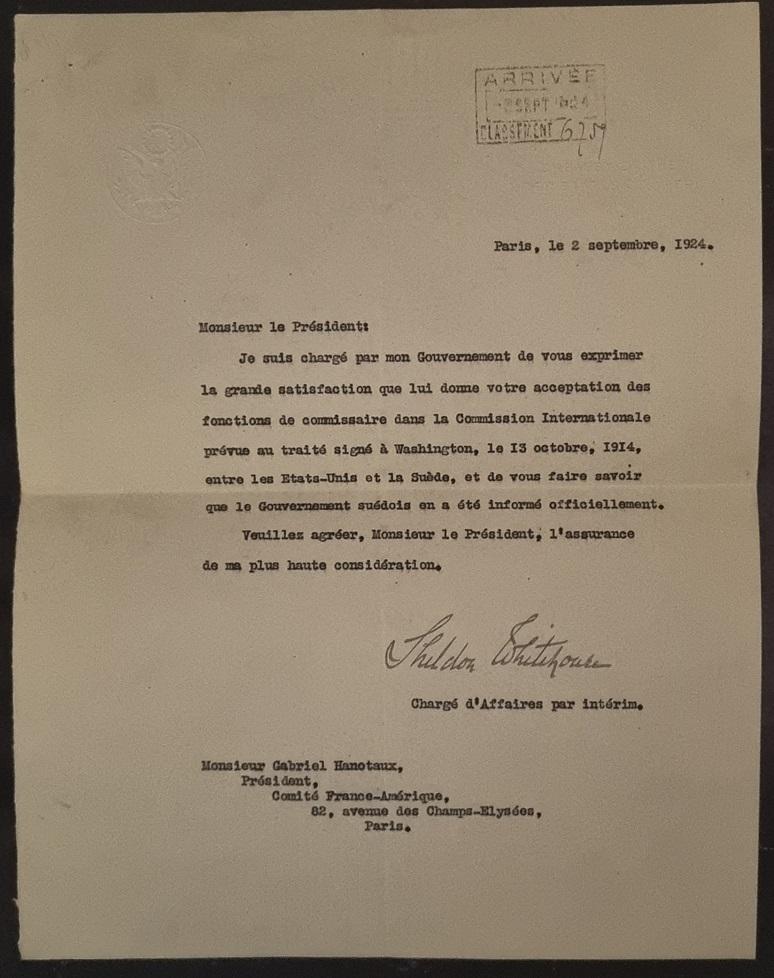 ARRIVÉE
SEPT 1924
CLASSEMENT 6759
Paris, le 2 septembre, 1924.
Monsieur le Président:
Je suis chargé par mon Gouvernement de vous exprimer
la grande satisfaction que lui donne votre acceptation des
fonctions de commissaire dans la Commission Internationale
prévue au traité signé à Washington, le 13 octobre, 1914,
entre les Etats-Unis et la Suède, et de vous faire savoir
que le Gouvernement suédois en a été informé officiellement.
Veuillez agréer, Monsieur le Président, l'assurance
de ma plus haute considération.
Sheldon Whitehouse
Chargé d'Affaires par intérim.
Monsieur Gabriel Hanotaux,
Président,
Comité France-Amérique,
82, avenue des Champs-Elysées,
Paris.